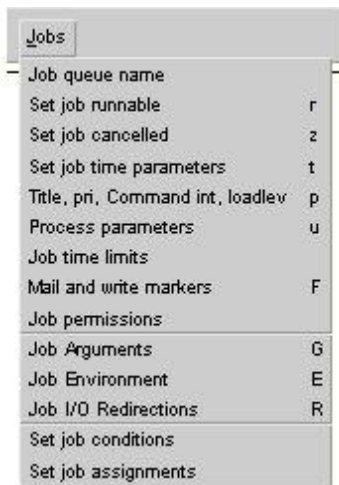 Jobs
Job queue name
Set job runnable r
Set job cancelled z
Set job time parameters t
Title, pri, Command int, loadlev p
Process parameters u
Job time limits
Mail and write markers F
Job permissions
Job Arguments G
Job Environment E
Job I/O Redirections R
Set job conditions
Set job assignments